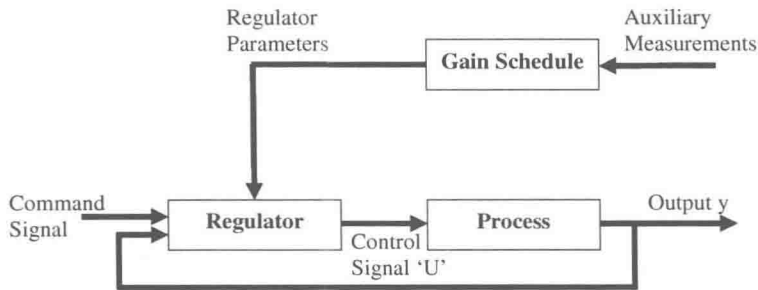 Regulator
Parameters
Auxiliary
Measurements
Gain Schedule
Command
Signal
Regulator
Process
Output y
Control
Signal ‘U’